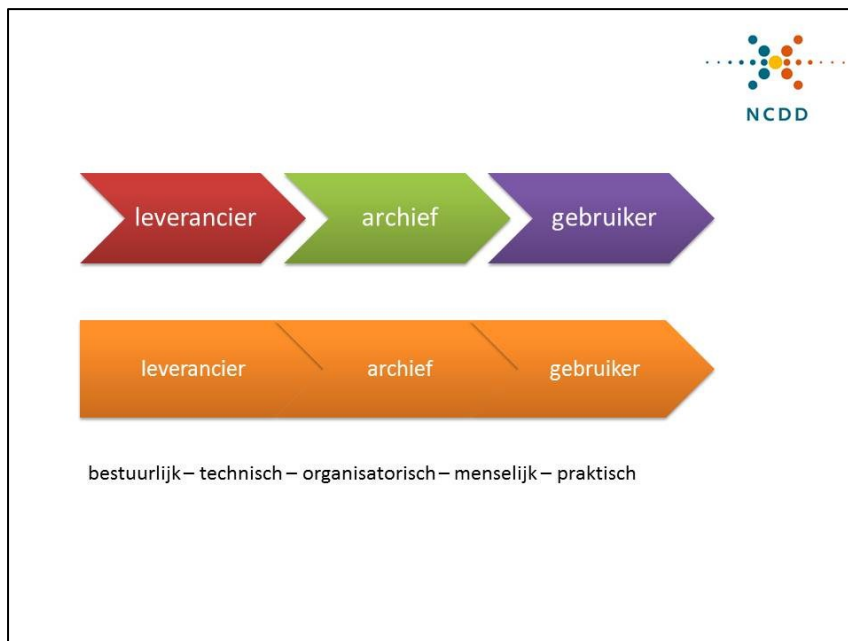 NCDD
leverancier archief gebruiker
leverancier archief gebruiker
bestuurlijk – technisch – organisatorisch – menselijk – praktisch